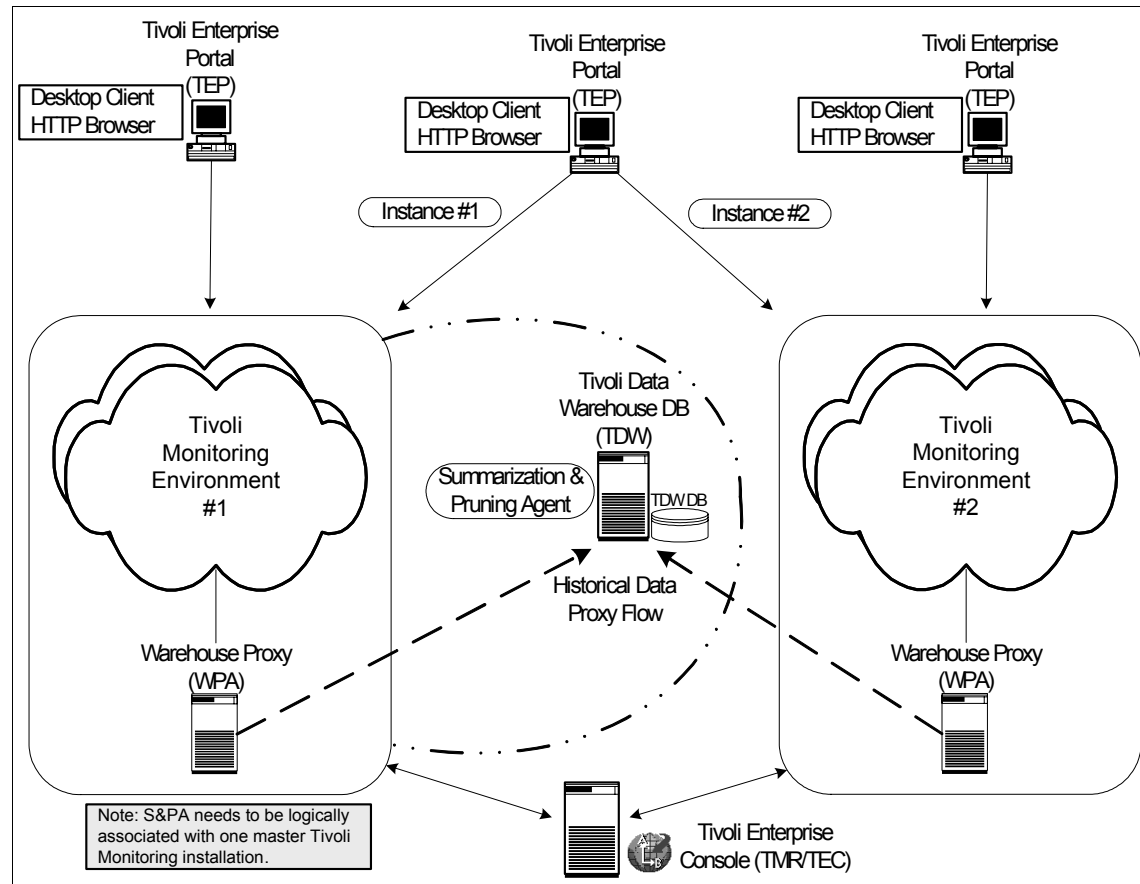 Tivoli Enterprise
Portal
(TEP)
Desktop Client
HTTP Browser
Tivoli Enterprise
Portal
(TEP)
Desktop Client
HTTP Browser
Tivoli Enterprise
Portal
(TEP)
Desktop Client
HTTP Browser
Instance #1
Instance #2
Tivoli
Monitoring
Environment
#1
Tivoli Data
Warehouse DB
(TDW)
Summarization &
Pruning Agent
TDW DB
Historical Data
Proxy Flow
Tivoli
Monitoring
Environment
#2
Warehouse Proxy
(WPA)
Warehouse Proxy
(WPA)
Note: S&PA needs to be logically
associated with one master Tivoli
Monitoring installation.
Tivoli Enterprise
Console (TMR/TEC)